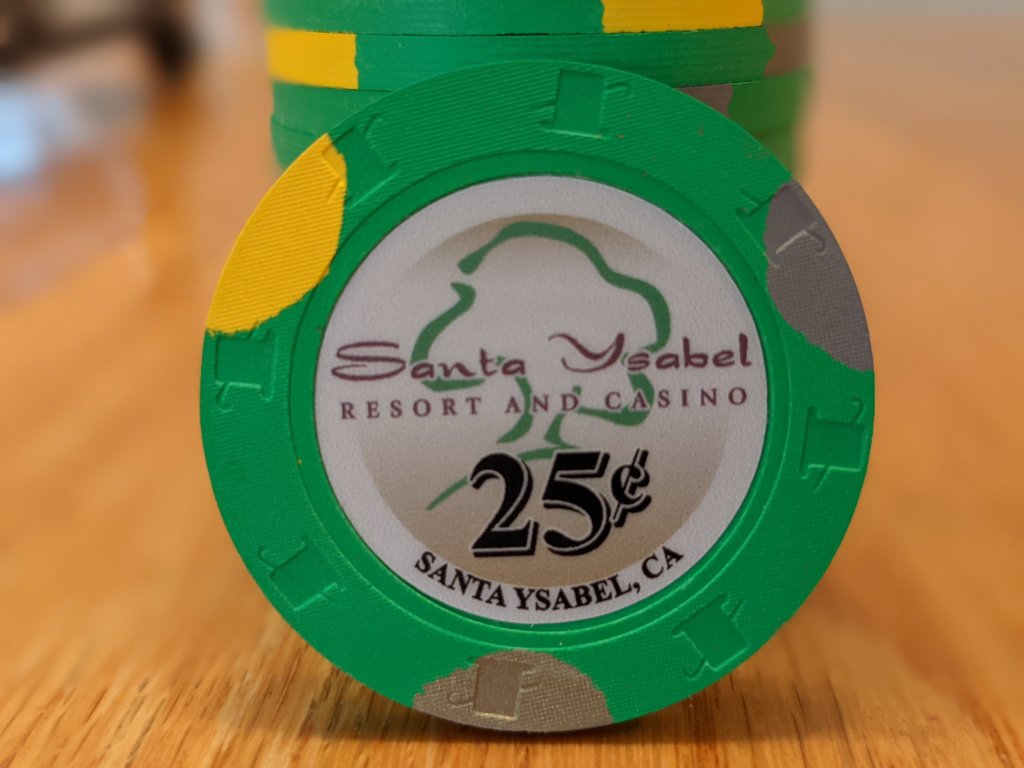 Santa Ysabel
RESORT AND CASINO
25¢
SANTA YSABEL, CA